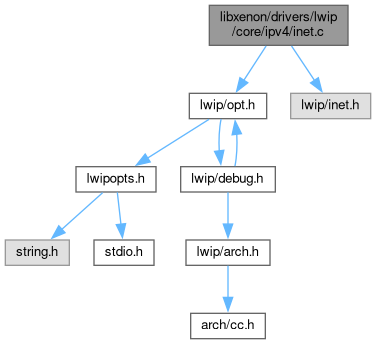 libxenon/drivers/lwip
/core/ipv4/inet.c
lwip/opt.h
lwip/inet.h
lwipopts.h
lwip/debug.h
string.h
stdio.h
lwip/arch.h
arch/cc.h